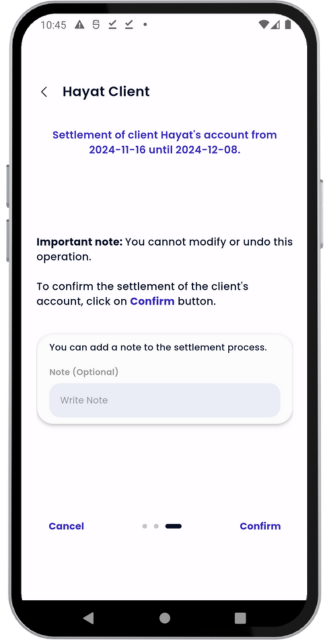 10:45
Hayat Client
Settlement of client Hayat's account from
2024-11-16 until 2024-12-08.
Important note: You cannot modify or undo this
operation.
To confirm the settlement of the client's
account, click on Confirm button.
You can add a note to the settlement process.
Note (Optional)
Write Note
Cancel
Confirm